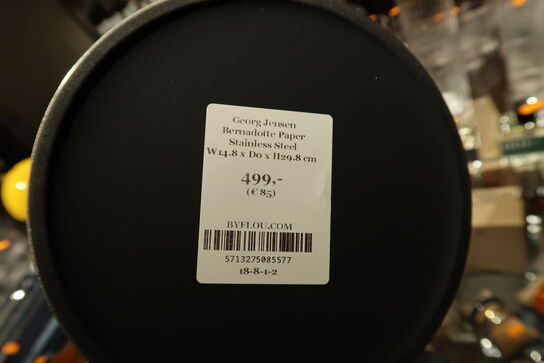 Georg Jensen
Bernadotte Paper
Stainless Steel
W14.8 x D0 x H29.8 cm
499,-
(€ 85)
BYFLOU.COM
5713275085577
18-8-1-2